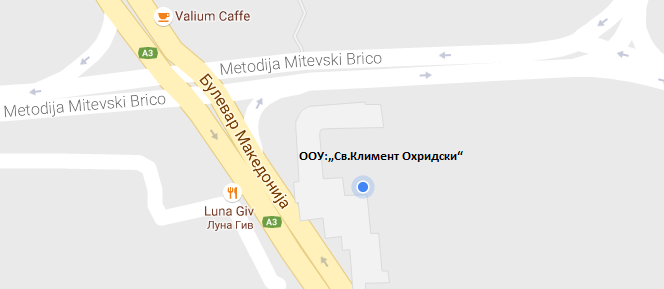 Valium Caffe
A3
Metodija Mitevski Brico
Metodija Mitevski Brico
Булевар Македонија
ООУ:„Св.Климент Охридски“
Luna Giv
Луна Гив
A3